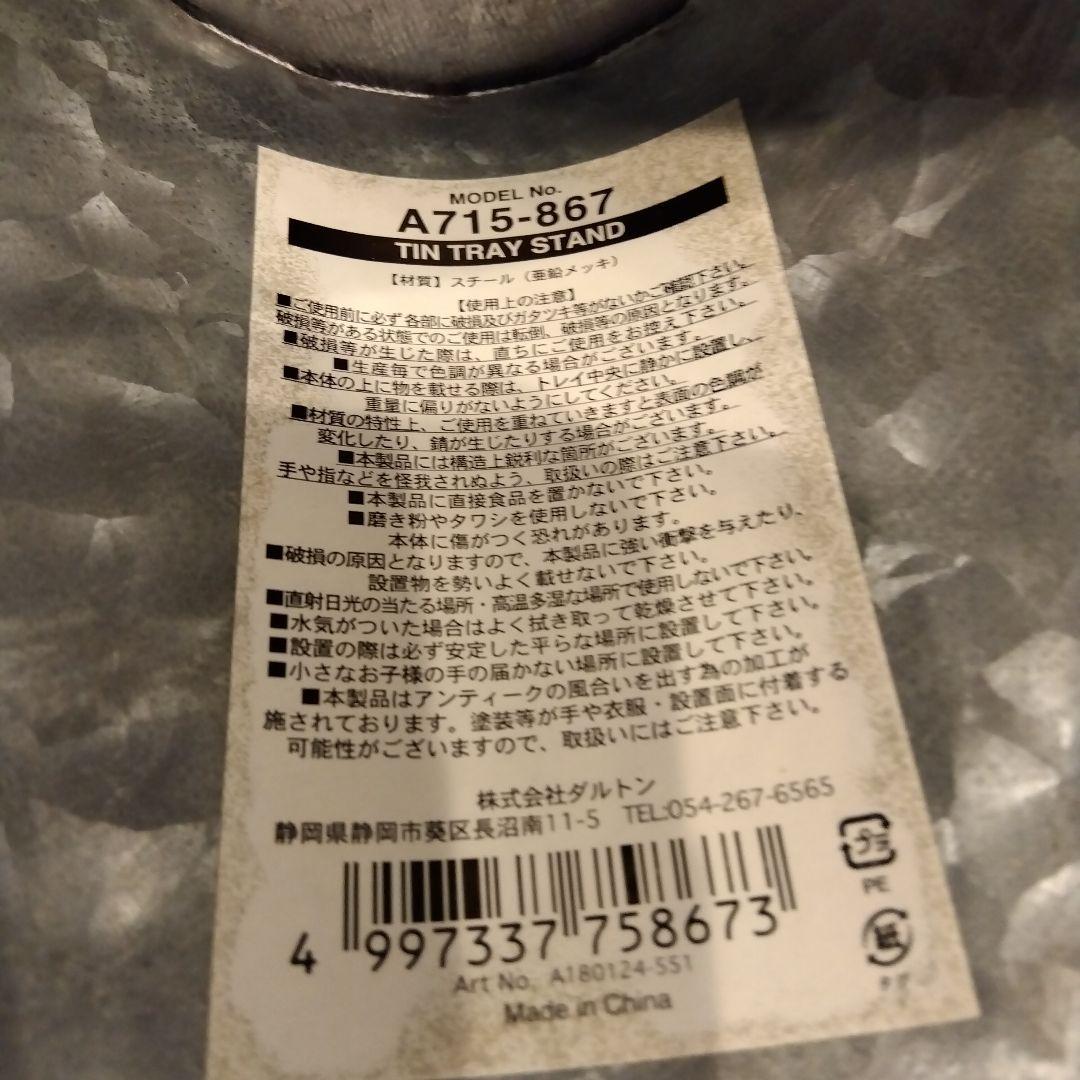 MODEL No.
A715-867
TIN TRAY STAND
【材質】スチール（亜鉛メッキ）
【使用上の注意】
■ご使用前に必ず各部に破損及びガタツキ等がないかご確認下さい。
破損等がある状態でのご使用は転倒、破損等の原因となります。
■破損等が生じた際は、直ちにご使用をお控え下さい。
■生産毎で色調が異なる場合がございます。
■本体の上に物を載せる際は、トレイ中央に静かに設置し、
重量に偏りがないようにしてください。
■材質の特性上、ご使用を重ねていきますと表面の色調が
変化したり、錆が生じたりする場合がございます。
■本製品には構造上鋭利な箇所がございます。
手や指などを怪我されぬよう、取扱いの際はご注意下さい。
■本製品に直接食品を置かないで下さい。
■磨き粉やタワシを使用しないで下さい。
本体に傷がつく恐れがあります。
■破損の原因となりますので、本製品に強い衝撃を与えたり、
設置物を勢いよく載せないで下さい。
■直射日光の当たる場所・高温多湿な場所で使用しないで下さい。
■水気がついた場合はよく拭き取って乾燥させて下さい。
■設置の際は必ず安定した平らな場所に設置して下さい。
■小さなお子様の手の届かない場所に設置して下さい。
■本製品はアンティークの風合いを出す為の加工が
施されております。塗装等が手や衣服・設置面に付着する
可能性がございますので、取扱いにはご注意下さい。
株式会社ダルトン
静岡県静岡市葵区長沼南11-5 TEL:054-267-6565
プラ
PE
4 997337 758673
紙
タグ
Art No. A180124-551
Made in China